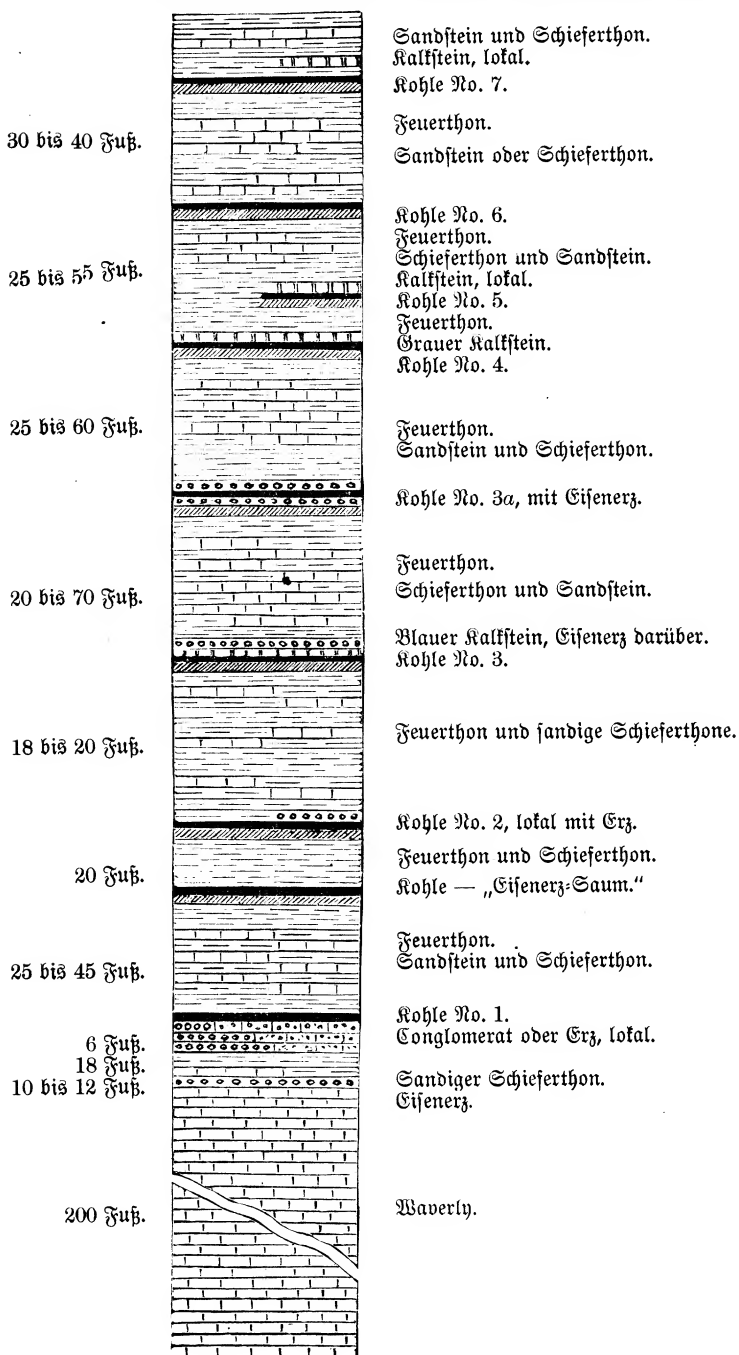 Sandſtein und Schieferthon.
Kalkſtein, lokal.
Kohle No. 7.
Feuerthon.
30 bis 40 Fuß.
Sandſtein oder Schieferthon.
Kohle No. 6.
Feuerthon.
Schieferthon und Sandſtein.
25 bis 55 Fuß.
Kalkſtein, lokal.
Kohle No. 5.
Feuerthon.
Grauer Kalkſtein.
Kohle No. 4.
25 bis 60 Fuß.
Feuerthon.
Sandſtein und Schieferthon.
Kohle No. 3a, mit Eiſenerz.
Feuerthon.
20 bis 70 Fuß.
Schieferthon und Sandſtein.
Blauer Kalkſtein, Eiſenerz darüber.
Kohle No. 3.
18 bis 20 Fuß.
Feuerthon und ſandige Schieferthone.
Kohle No. 2, lokal mit Erz.
Feuerthon und Schieferthon.
20 Fuß.
Kohle — „Eiſenerz-Saum.“
Feuerthon.
Sandſtein und Schieferthon.
25 bis 45 Fuß.
Kohle No. 1.
Conglomerat oder Erz, lokal.
6 Fuß.
18 Fuß.
Sandiger Schieferthon.
10 bis 12 Fuß.
Eiſenerz.
200 Fuß.
Waverly.